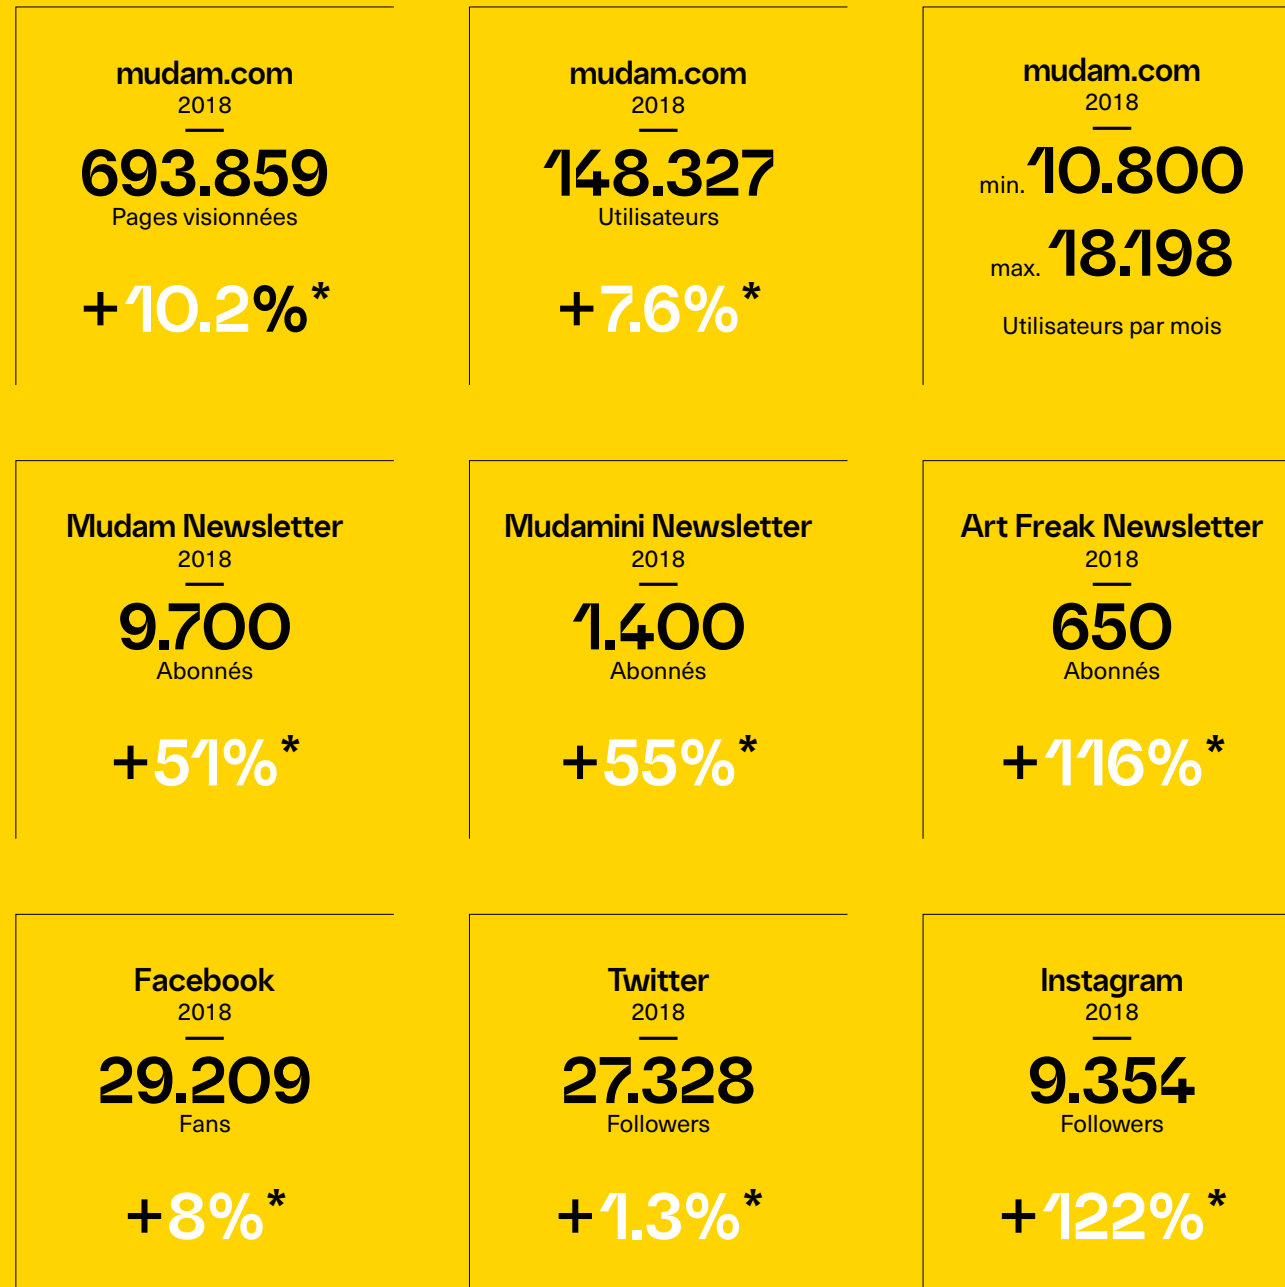 mudam.com
2018
693.859
Pages visionnées
+10.2%*
mudam.com
2018
148.327
Utilisateurs
+7.6%*
mudam.com
2018
min. 10.800
max. 18.198
Utilisateurs par mois
Mudam Newsletter
2018
9.700
Abonnés
+51%*
Mudamini Newsletter
2018
1.400
Abonnés
+55%*
Art Freak Newsletter
2018
650
Abonnés
+116%*
Facebook
2018
29.209
Fans
+8%*
Twitter
2018
27.328
Followers
+1.3%*
Instagram
2018
9.354
Followers
+122%*